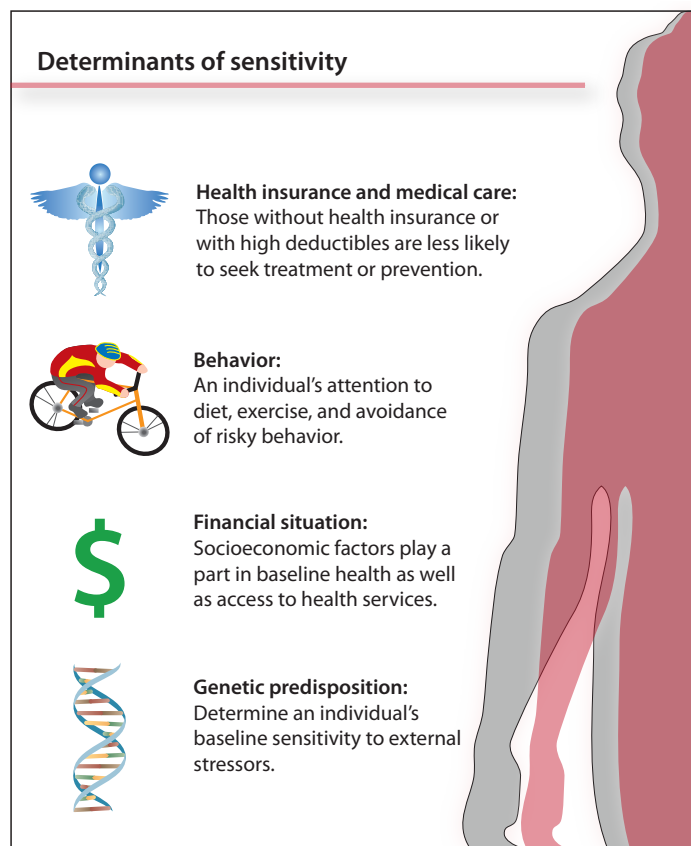 Determinants of sensitivity
Health insurance and medical care:
Those without health insurance or
with high deductibles are less likely
to seek treatment or prevention.
Behavior:
An individual’s attention to
diet, exercise, and avoidance
of risky behavior.
$
Financial situation:
Socioeconomic factors play a
part in baseline health as well
as access to health services.
Genetic predisposition:
Determine an individual’s
baseline sensitivity to external
stressors.